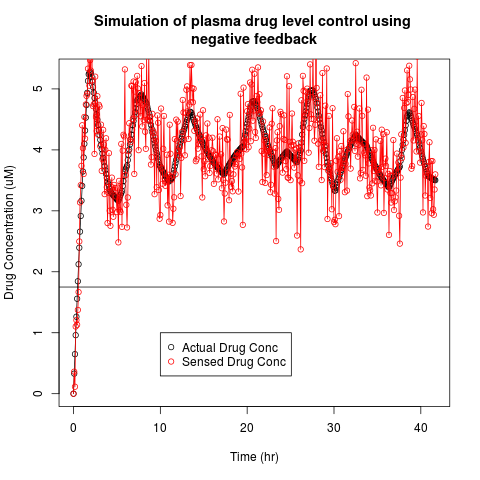 Simulation of plasma drug level control using
negative feedback
Drug Concentration (uM)
5
4
3
2
1
0
Actual Drug Conc
Sensed Drug Conc
0
10
20
30
40
Time (hr)